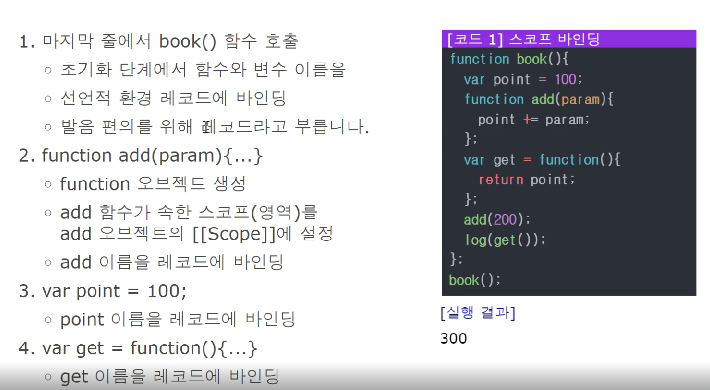 1. 마지막 줄에서 book() 함수 호출
○ 초기화 단계에서 함수와 변수 이름을
○ 선언적 환경 레코드에 바인딩
○ 발음 편의를 위해 레코드라고 부릅니다.
2. function add(param){...}
○ function 오브젝트 생성
○ add 함수가 속한 스코프(영역)를
add 오브젝트의 [[Scope]]에 설정
○ add 이름을 레코드에 바인딩
3. var point = 100;
○ point 이름을 레코드에 바인딩
4. var get = function(){...}
○ get 이름을 레코드에 바인딩
[코드 1] 스코프 바인딩
function book(){
var point = 100;
function add(param){
point += param;
};
var get = function(){
return point;
};
add(200);
log(get());
};
book();
[실행 결과]
300